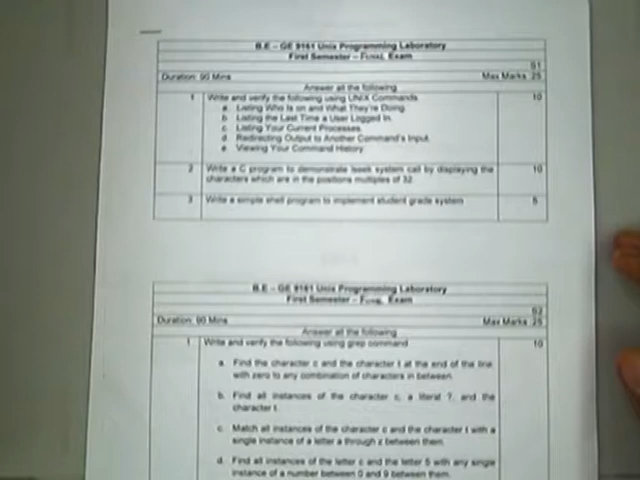 B.E – GE 9161 Unix Programming Laboratory
First Semester – FINAL Exam
S1
Duration: 90 Mins Max Marks: 25
Answer all the following
1 Write and verify the following using UNIX Commands 10
a. Listing Who is on and What They're Doing.
b. Listing the Last Time a User Logged In.
c. Listing Your Current Processes.
d. Redirecting Output to Another Command's Input.
e. Viewing Your Command History
2 Write a C program to demonstrate lseek system call by displaying the 10
characters which are in the positions multiples of 32.
3 Write a simple shell program to implement student grade system 5
B.E – GE 9161 Unix Programming Laboratory
First Semester – FINAL Exam
S2
Duration: 90 Mins Max Marks: 25
Answer all the following
1 Write and verify the following using grep command 10
a. Find the character c and the character t at the end of the line
with zero to any combination of characters in between.
b. Find all instances of the character c, a literal ?, and the
character t.
c. Match all instances of the character c and the character t with a
single instance of a letter a through z between them.
d. Find all instances of the letter c and the letter 5 with any single
instance of a number between 0 and 9 between them.